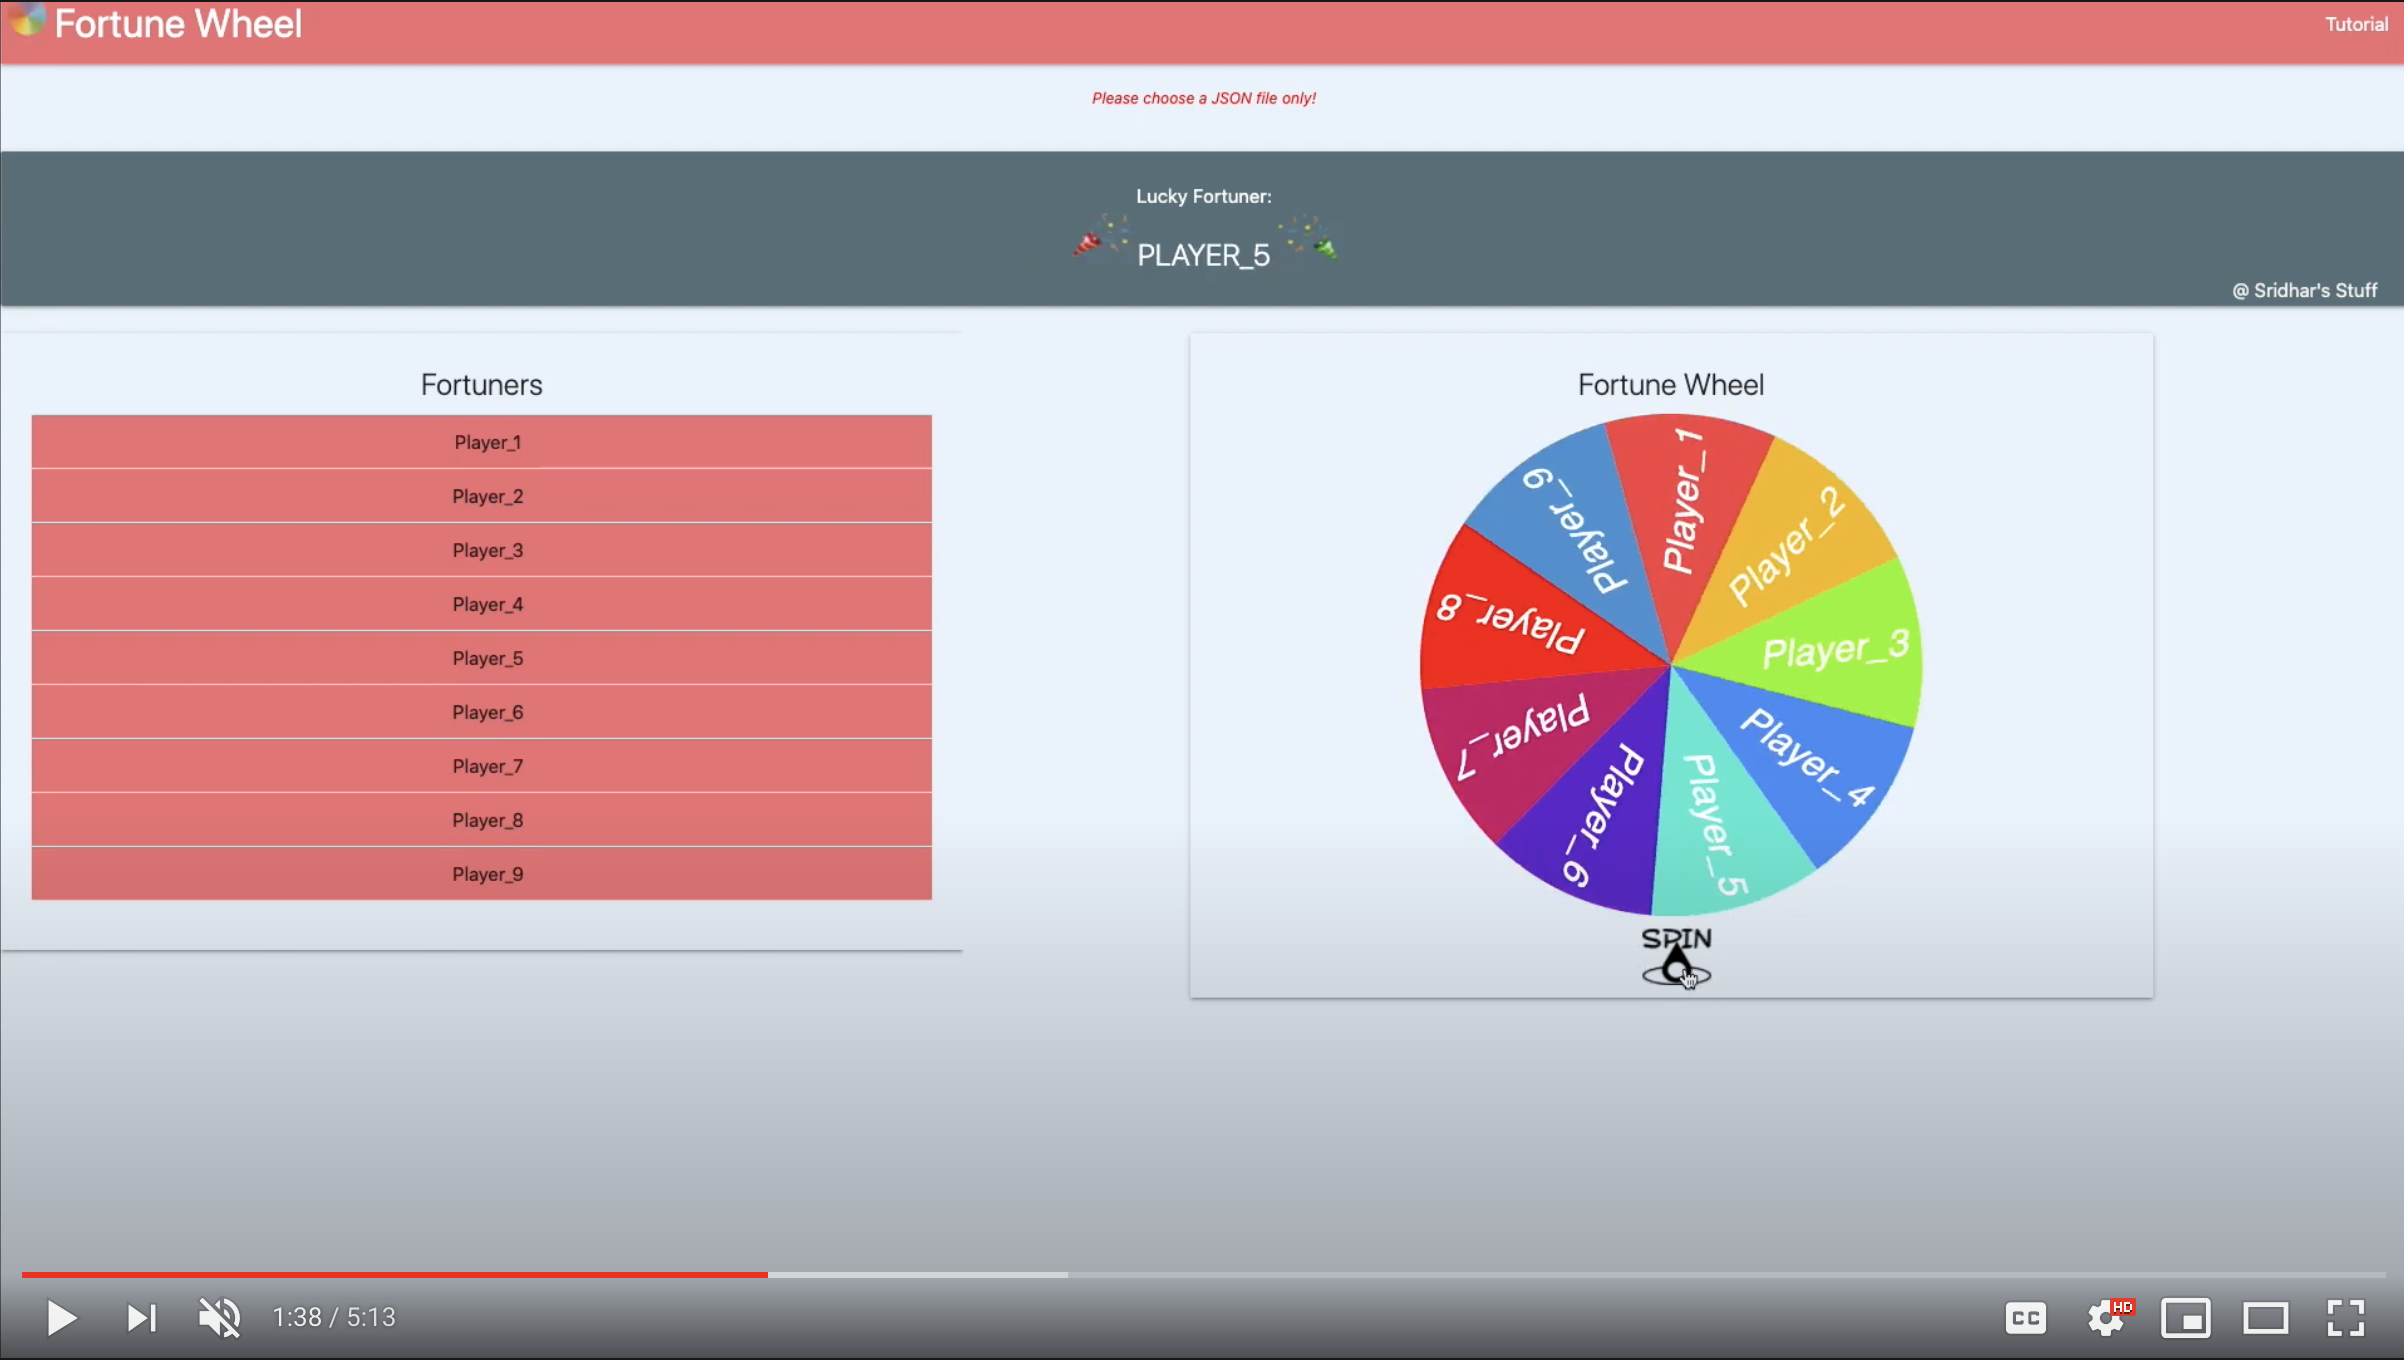 Fortune Wheel
Tutorial
Please choose a JSON file only!
Lucky Fortuner:
PLAYER_5
@ Sridhar's Stuff
Fortuners
Player_1
Player_2
Player_3
Player_4
Player_5
Player_6
Player_7
Player_8
Player_9
Fortune Wheel
Player_1
Player_2
Player_3
Player_4
Player_5
Player_6
Player_7
Player_8
Player_9
SPIN
1:38 / 5:13
CC
HD